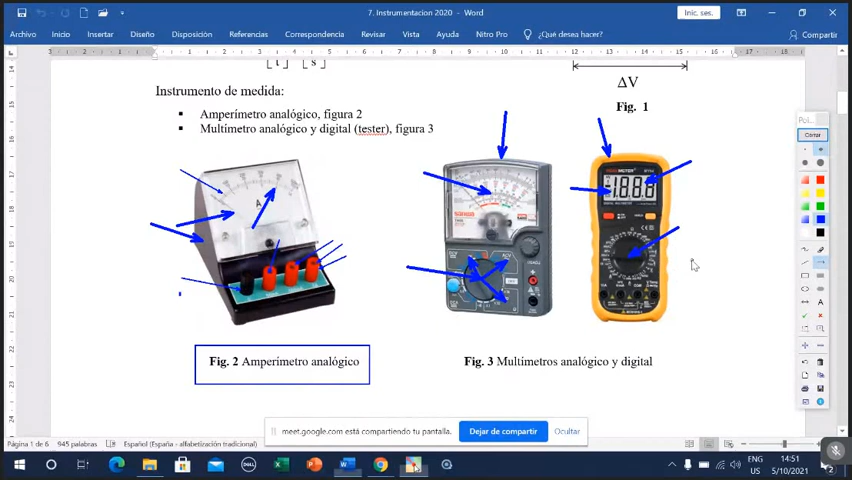 7. Instrumentacion 2020 - Word
Inic. ses.
Archivo Inicio Insertar Diseño Disposición Referencias Correspondencia Revisar Vista Ayuda Nitro Pro ¿Qué desea hacer? Compartir
Instrumento de medida:
ΔV
Fig. 1
▪ Amperímetro analógico, figura 2
▪ Multímetro analógico y digital (tester), figura 3
Cerrar
A
sanwa
Fig. 2 Amperímetro analógico
Fig. 3 Multímetros analógico y digital
meet.google.com está compartiendo tu pantalla.
Dejar de compartir
Ocultar
Página 1 de 6 945 palabras Español (España - alfabetización tradicional)
ENG
US
14:51
5/10/2021